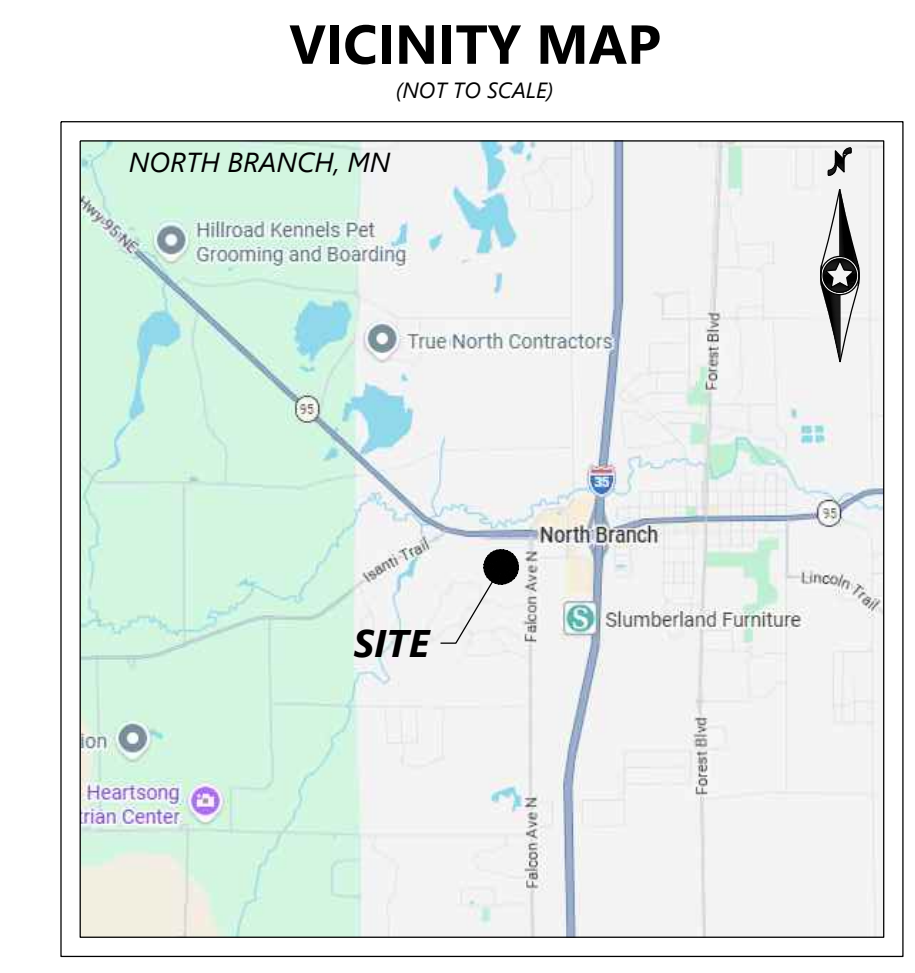 VICINITY MAP
(NOT TO SCALE)
NORTH BRANCH, MN
N
Hwy-95 NE
Hillroad Kennels Pet
Grooming and Boarding
True North Contractors
Forest Blvd
95
35
95
North Branch
Isanti Trail
Falcon Ave N
Lincoln Trail
S
Slumberland Furniture
SITE
Forest Blvd
ion
Heartsong
trian Center
Falcon Ave N